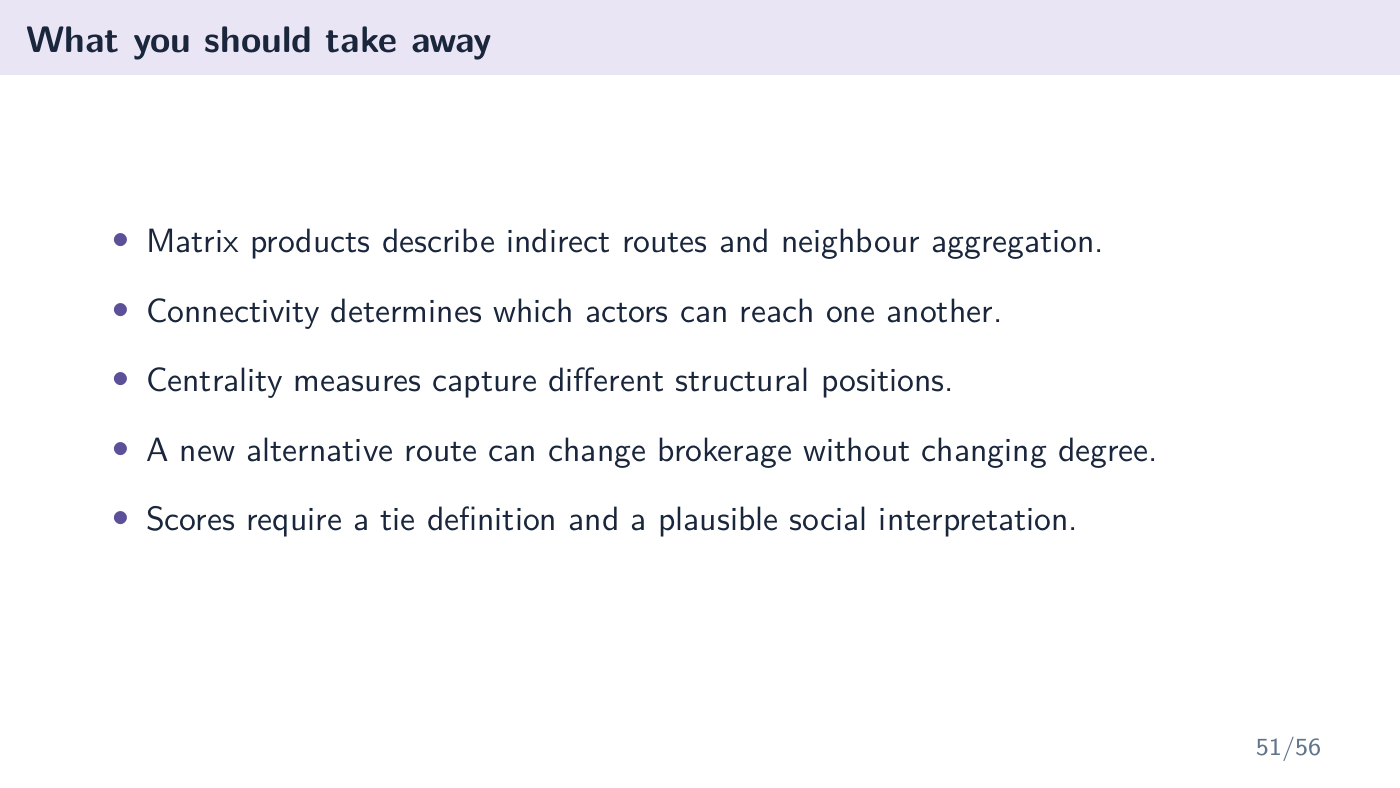 What you should take away
• Matrix products describe indirect routes and neighbour aggregation.
• Connectivity determines which actors can reach one another.
• Centrality measures capture different structural positions.
• A new alternative route can change brokerage without changing degree.
• Scores require a tie definition and a plausible social interpretation.
51/56